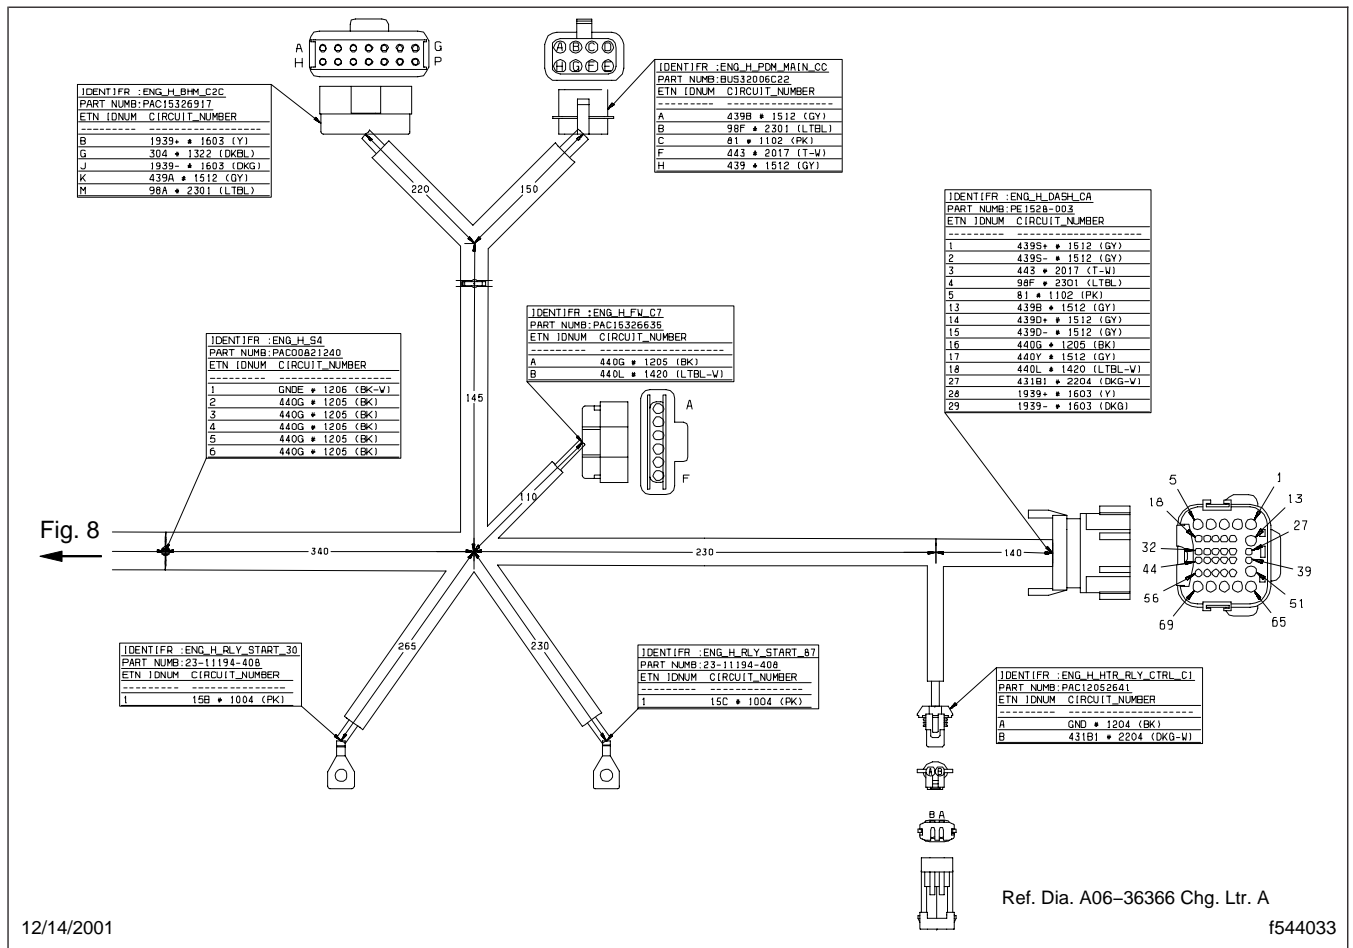 A
G
H
P
A B C D
H G F E
IDENTIFR :ENG_H_BHM_C2C
PART NUMB:PAC15326917
ETN IDNUM CIRCUIT_NUMBER
B 1939+ * 1603 (Y)
G 304 * 1322 (DKBL)
J 1939- * 1603 (DKG)
K 439A * 1512 (GY)
M 98A * 2301 (LTBL)
IDENTIFR :ENG_H_PDM_MAIN_CC
PART NUMB:BUS32006C22
ETN IDNUM CIRCUIT_NUMBER
A 439B * 1512 (GY)
B 98F * 2301 (LTBL)
C 81 * 1102 (PK)
F 443 * 2017 (T-W)
H 439 * 1512 (GY)
220
150
IDENTIFR :ENG_H_DASH_CA
PART NUMB:PE1528-003
ETN IDNUM CIRCUIT_NUMBER
1 439S+ * 1512 (GY)
2 439S- * 1512 (GY)
3 443 * 2017 (T-W)
4 98F * 2301 (LTBL)
5 81 * 1102 (PK)
13 439B * 1512 (GY)
14 439D+ * 1512 (GY)
15 439D- * 1512 (GY)
16 440G * 1205 (BK)
17 440Y * 1512 (GY)
18 440L * 1420 (LTBL-W)
27 431B1 * 2204 (DKG-W)
28 1939+ * 1603 (Y)
29 1939- * 1603 (DKG)
IDENTIFR :ENG_H_FW_C7
PART NUMB:PAC15326635
ETN IDNUM CIRCUIT_NUMBER
A 440G * 1205 (BK)
B 440L * 1420 (LTBL-W)
IDENTIFR :ENG_H_S4
PART NUMB:PAC00821240
ETN IDNUM CIRCUIT_NUMBER
1 GNDE * 1206 (BK-W)
2 440G * 1205 (BK)
3 440G * 1205 (BK)
4 440G * 1205 (BK)
5 440G * 1205 (BK)
6 440G * 1205 (BK)
145
A
F
110
Fig. 8
340
230
140
5
1
18
13
27
32
44
39
56
51
69
65
265
230
IDENTIFR :ENG_H_RLY_START_30
PART NUMB:23-11194-408
ETN IDNUM CIRCUIT_NUMBER
1 15B * 1004 (PK)
IDENTIFR :ENG_H_RLY_START_87
PART NUMB:23-11194-408
ETN IDNUM CIRCUIT_NUMBER
1 15C * 1004 (PK)
IDENTIFR :ENG_H_HTR_RLY_CTRL_C1
PART NUMB:PAC12052641
ETN IDNUM CIRCUIT_NUMBER
A GND * 1204 (BK)
B 431B1 * 2204 (DKG-W)
A B
B A
Ref. Dia. A06–36366 Chg. Ltr. A
12/14/2001
f544033